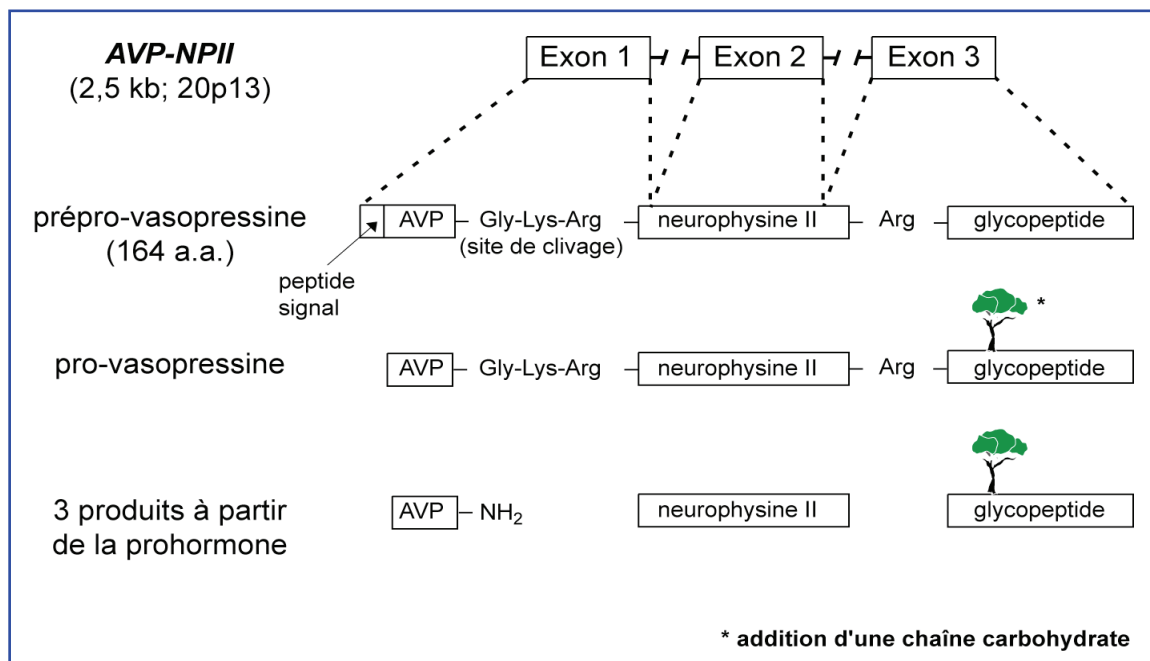 AVP-NPII
(2,5 kb; 20p13)
Exon 1
Exon 2
Exon 3
prépro-vasopressine
(164 a.a.)
AVP
Gly-Lys-Arg
(site de clivage)
neurophysine II
Arg
glycopeptide
peptide
signal
*
pro-vasopressine
AVP
Gly-Lys-Arg
neurophysine II
Arg
glycopeptide
3 produits à partir
de la prohormone
AVP
NH₂
neurophysine II
glycopeptide
* addition d'une chaîne carbohydrate